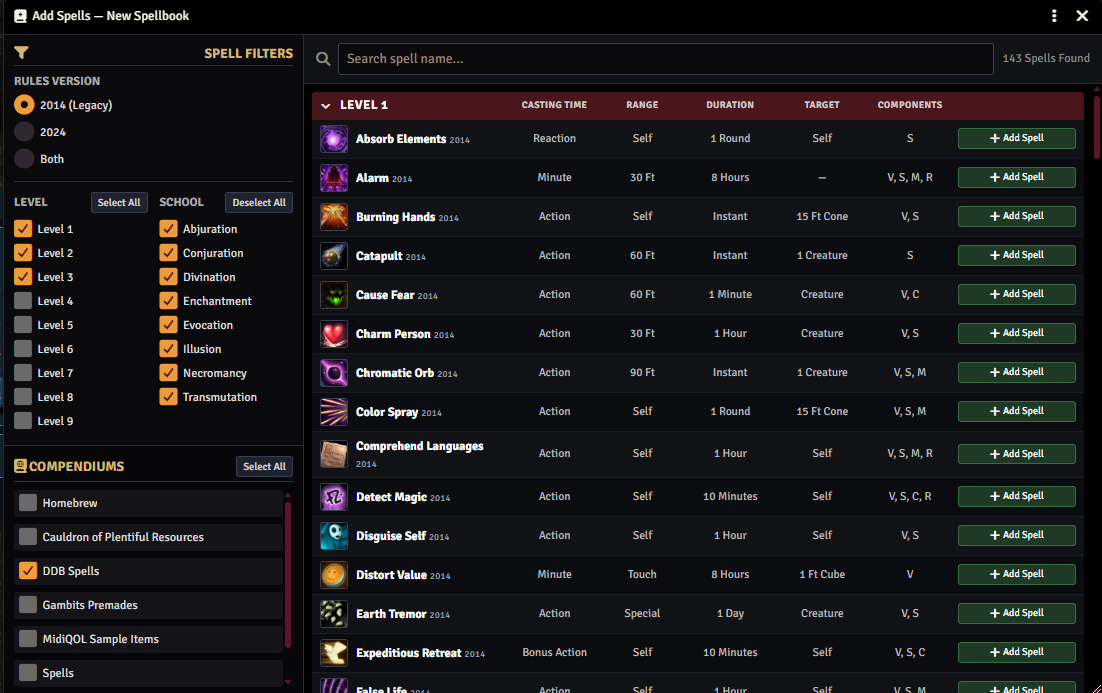 Add Spells — New Spellbook
SPELL FILTERS
RULES VERSION
2014 (Legacy)
2024
Both
LEVEL Select All SCHOOL Deselect All
Level 1 Abjuration
Level 2 Conjuration
Level 3 Divination
Level 4 Enchantment
Level 5 Evocation
Level 6 Illusion
Level 7 Necromancy
Level 8 Transmutation
Level 9
COMPENDIUMS Select All
Homebrew
Cauldron of Plentiful Resources
DDB Spells
Gambits Premades
MidiQOL Sample Items
Spells
Search spell name... 143 Spells Found
LEVEL 1 CASTING TIME RANGE DURATION TARGET COMPONENTS
Absorb Elements 2014 Reaction Self 1 Round Self S + Add Spell
Alarm 2014 Minute 30 Ft 8 Hours — V, S, M, R + Add Spell
Burning Hands 2014 Action Self Instant 15 Ft Cone V, S + Add Spell
Catapult 2014 Action 60 Ft Instant 1 Creature S + Add Spell
Cause Fear 2014 Action 60 Ft 1 Minute Creature V, C + Add Spell
Charm Person 2014 Action 30 Ft 1 Hour Creature V, S + Add Spell
Chromatic Orb 2014 Action 90 Ft Instant 1 Creature V, S, M + Add Spell
Color Spray 2014 Action Self 1 Round 15 Ft Cone V, S, M + Add Spell
Comprehend Languages
2014 Action Self 1 Hour Self V, S, M, R + Add Spell
Detect Magic 2014 Action Self 10 Minutes Self V, S, C, R + Add Spell
Disguise Self 2014 Action Self 1 Hour Self V, S + Add Spell
Distort Value 2014 Minute Touch 8 Hours 1 Ft Cube V + Add Spell
Earth Tremor 2014 Action Special 1 Day Creature V, S + Add Spell
Expeditious Retreat 2014 Bonus Action Self 10 Minutes Self V, S, C + Add Spell
False Life 2014 Action Self 1 Hour Self V, S, M + Add Spell